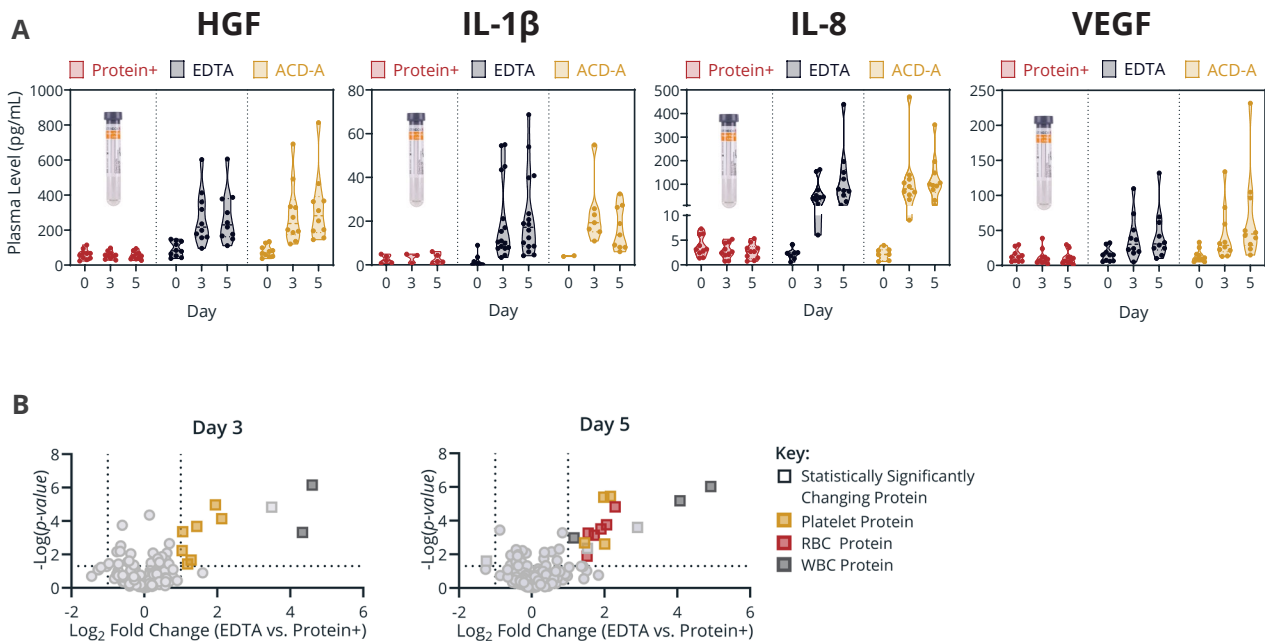 A
HGF
IL-1β
IL-8
VEGF
Protein+ EDTA ACD-A
Protein+ EDTA ACD-A
Protein+ EDTA ACD-A
Protein+ EDTA ACD-A
Plasma Level (pg/mL)
1000
800
600
400
200
0
0 3 5 0 3 5 0 3 5
Day
80
60
40
20
0
0 3 5 0 3 5 0 3 5
Day
500
400
300
200
100
10
5
0
0 3 5 0 3 5 0 3 5
Day
250
200
150
100
50
0
0 3 5 0 3 5 0 3 5
Day
B
Day 3
-Log(p-value)
8
6
4
2
0
-2 0 2 4 6
Log2 Fold Change (EDTA vs. Protein+)
Day 5
-Log(p-value)
8
6
4
2
0
-2 0 2 4 6
Log2 Fold Change (EDTA vs. Protein+)
Key:
Statistically Significantly
Changing Protein
Platelet Protein
RBC Protein
WBC Protein